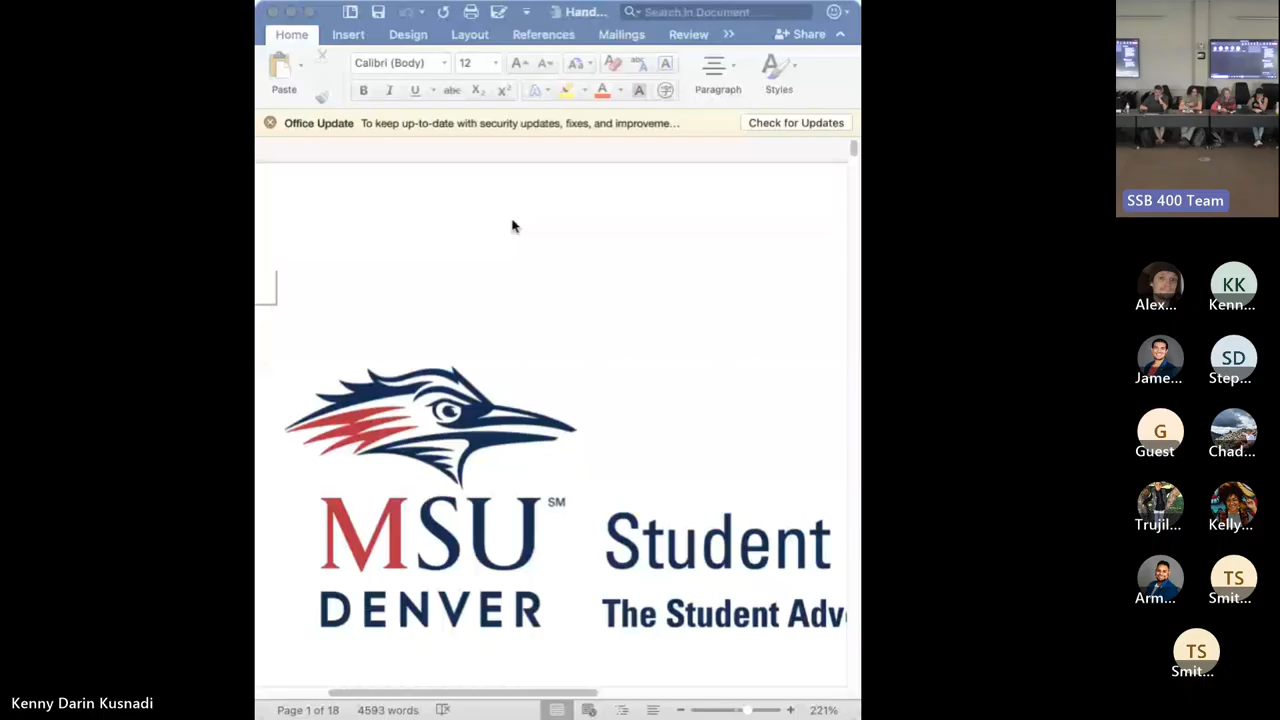 Hand...
Search in Document
Home
Insert
Design
Layout
References
Mailings
Review
Share
Paste
Calibri (Body)
12
Paragraph
Styles
Office Update To keep up-to-date with security updates, fixes, and improveme...
Check for Updates
MSU SM
DENVER
Student
The Student Adv
Page 1 of 18
4593 words
221%
SSB 400 Team
Alex...
KK
Kenn...
Jame...
SD
Step...
G
Guest
Chad...
Trujil...
Kelly...
Arm...
TS
Smit...
TS
Smit...
Kenny Darin Kusnadi